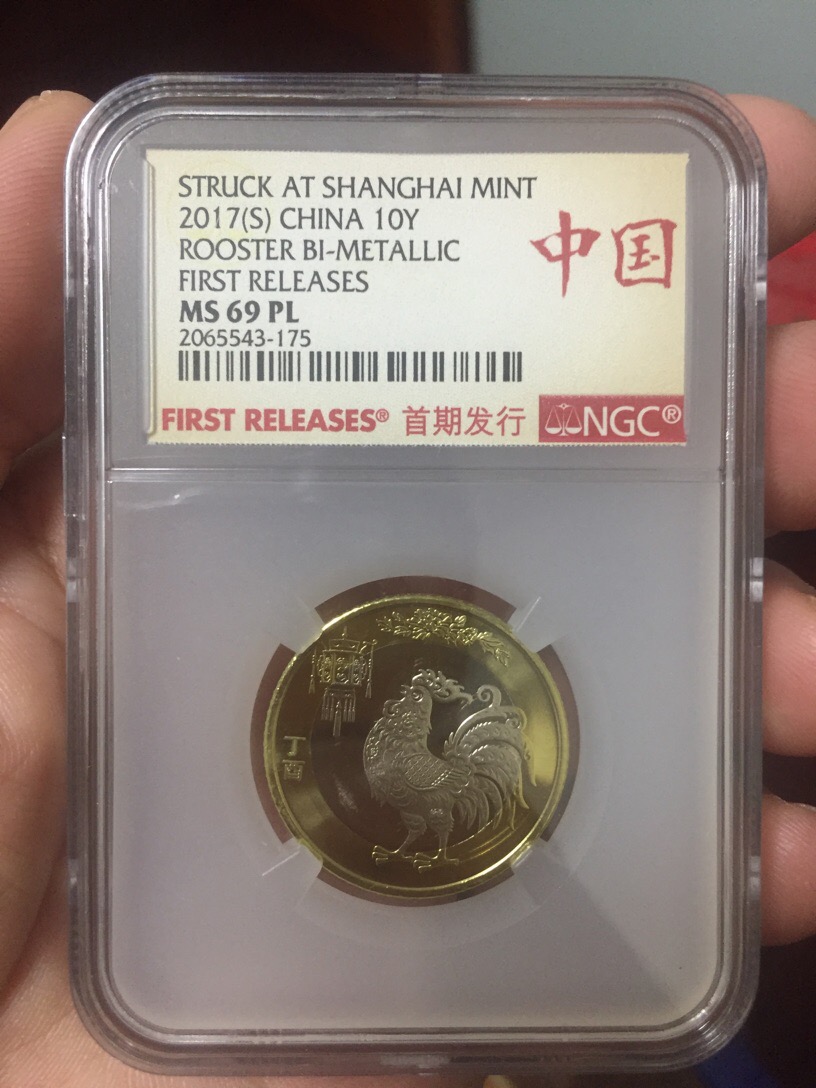 STRUCK AT SHANGHAI MINT
2017(S) CHINA 10Y
ROOSTER BI-METALLIC
FIRST RELEASES
MS 69 PL
2065543-175
中国
FIRST RELEASES® 首期发行 NGC®
丁酉